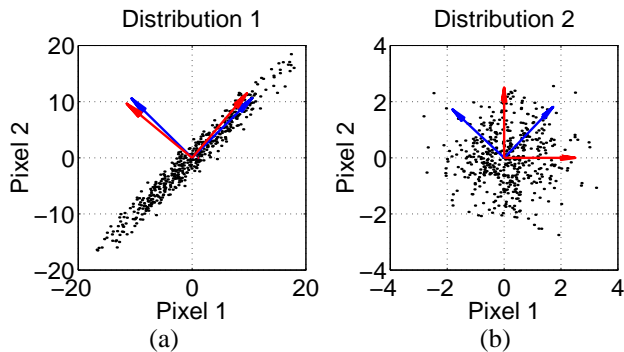 Distribution 1
20
10
0
−10
−20
−20 0 20
Pixel 2
Pixel 1
(a)
Distribution 2
4
2
0
−2
−4
−4 −2 0 2 4
Pixel 2
Pixel 1
(b)